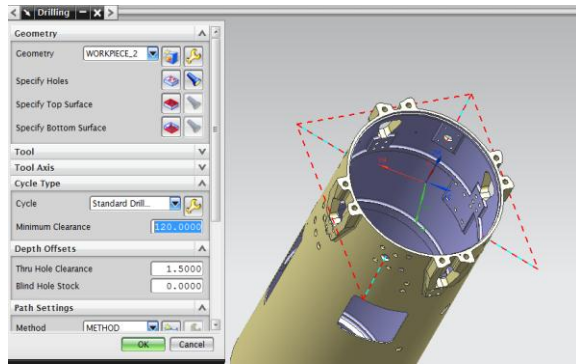 Drilling
Geometry
Geometry WORKPIECE_2
Specify Holes
Specify Top Surface
Specify Bottom Surface
Tool
Tool Axis
Cycle Type
Cycle Standard Drill...
Minimum Clearance 120.0000
Depth Offsets
Thru Hole Clearance 1.5000
Blind Hole Stock 0.0000
Path Settings
Method METHOD
OK Cancel